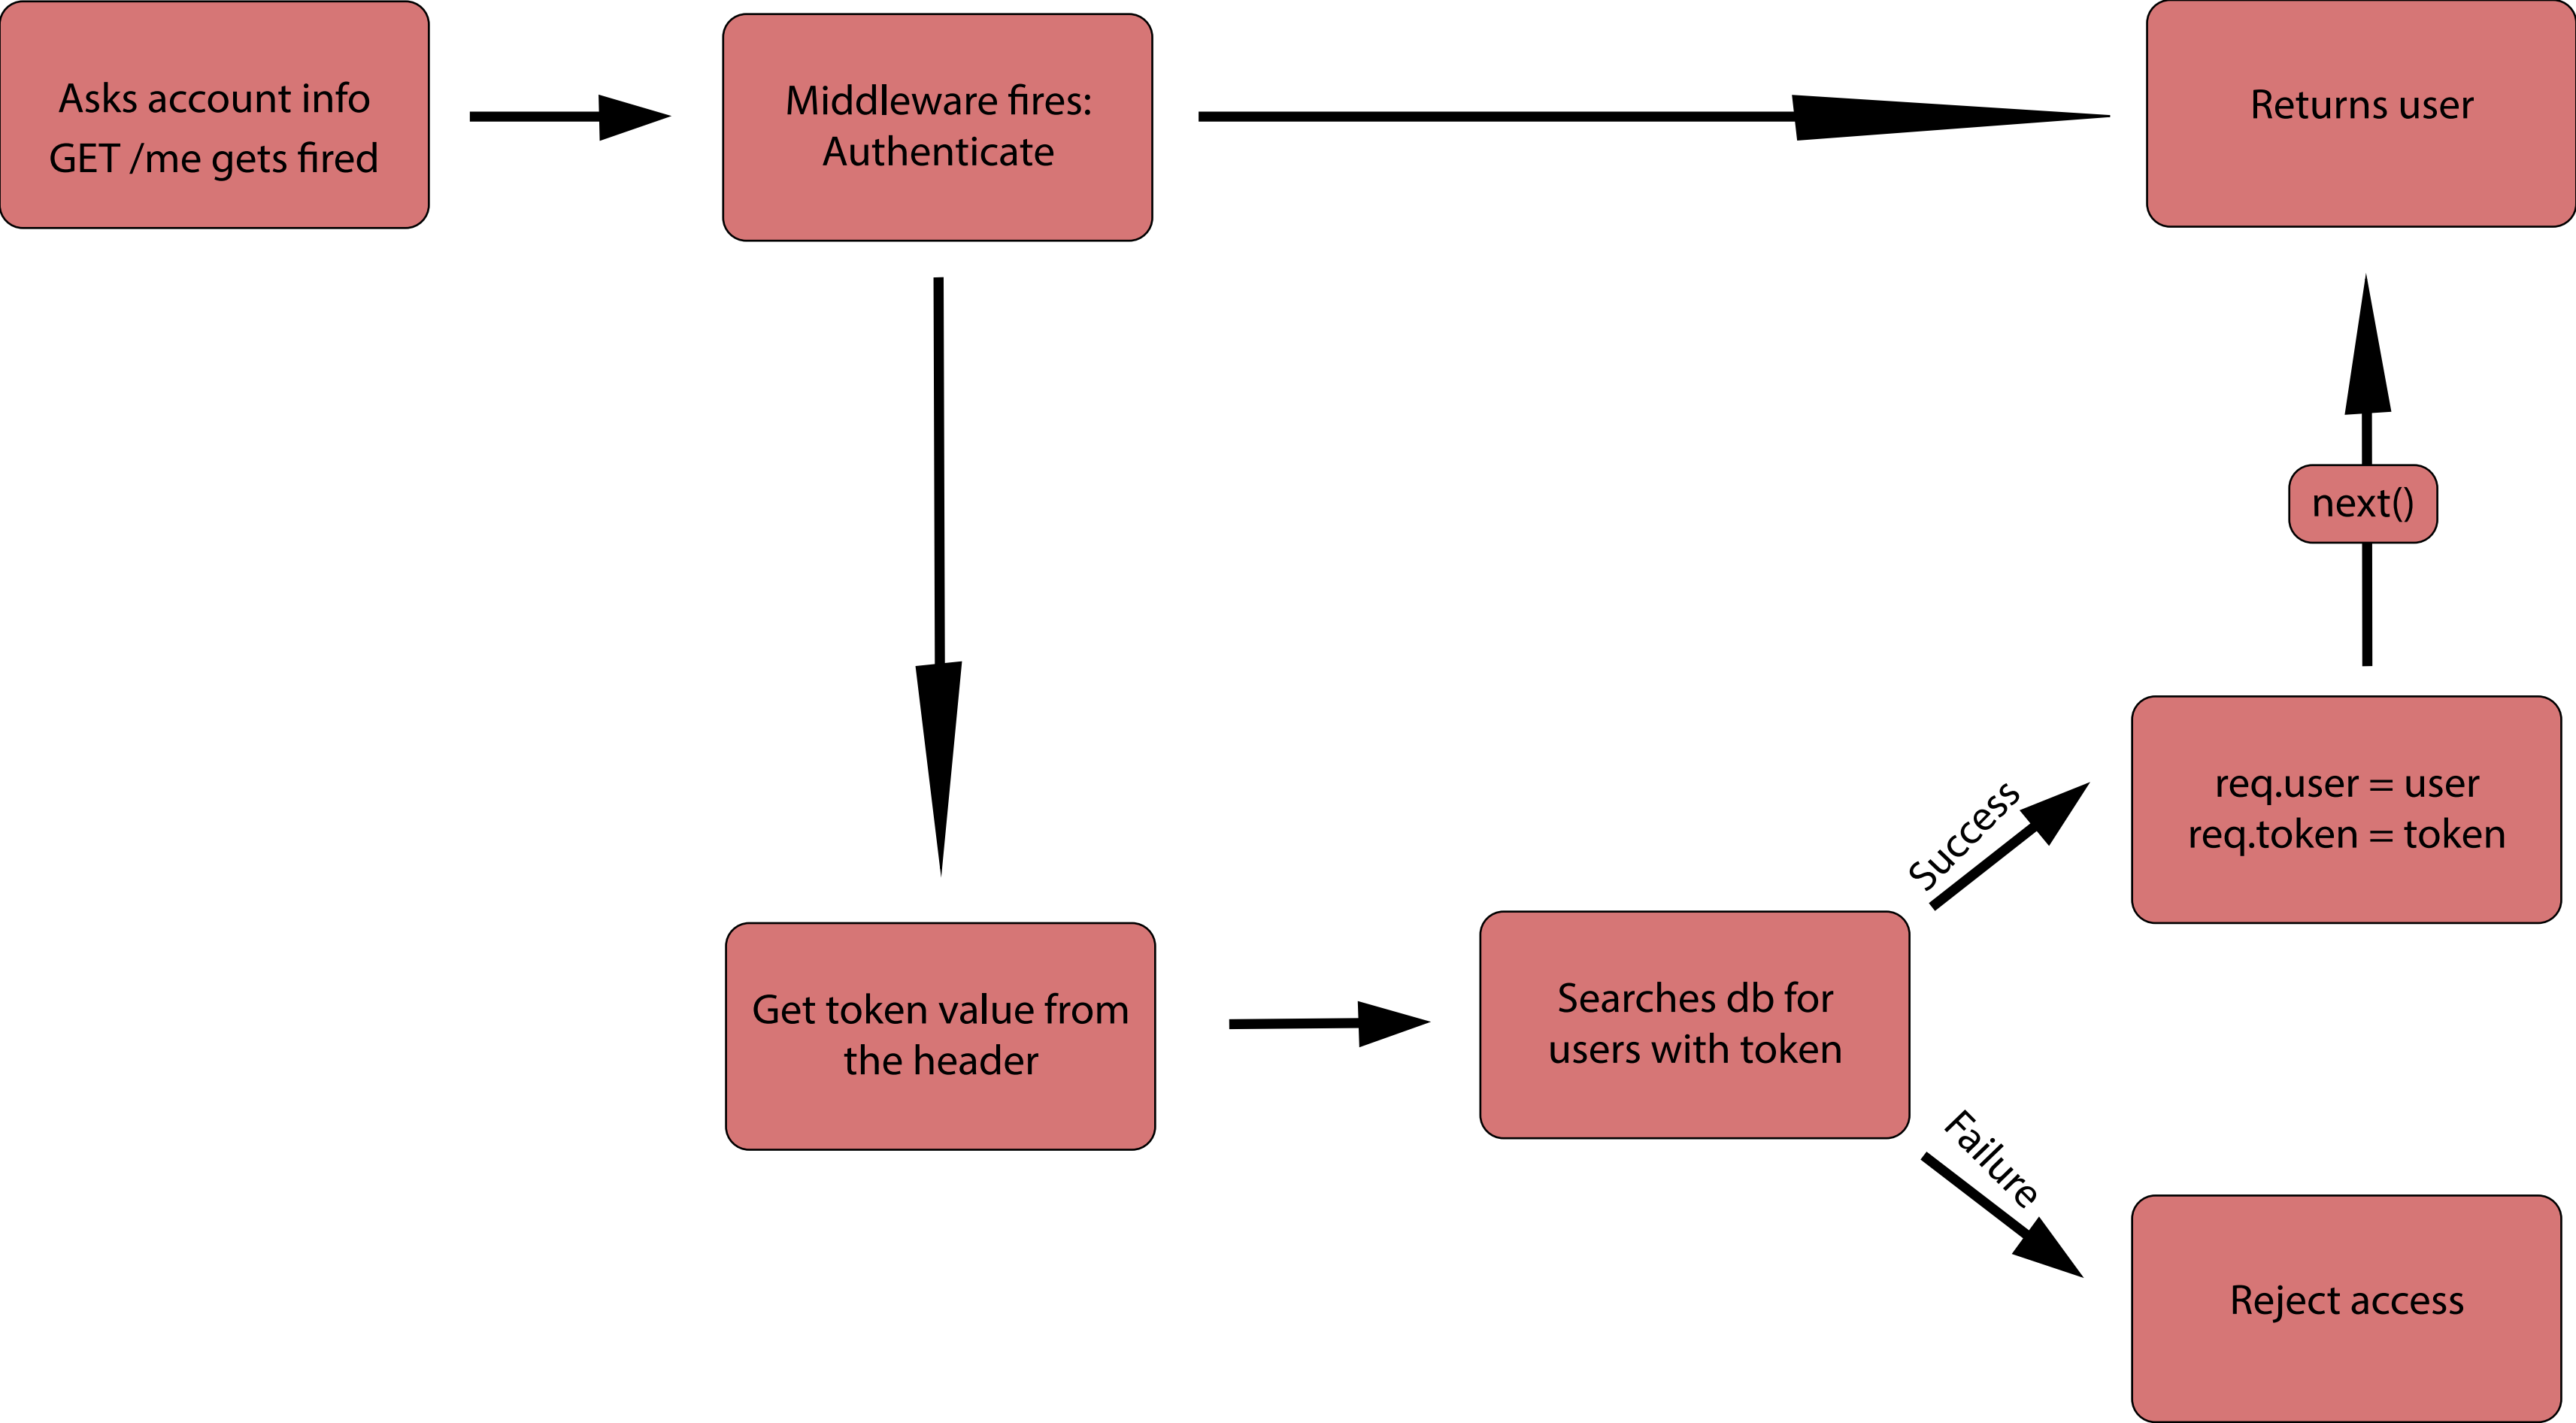 Asks account info
GET /me gets fired
Middleware fires:
Authenticate
Returns user
next()
req.user = user
req.token = token
Success
Get token value from
the header
Searches db for
users with token
Failure
Reject access